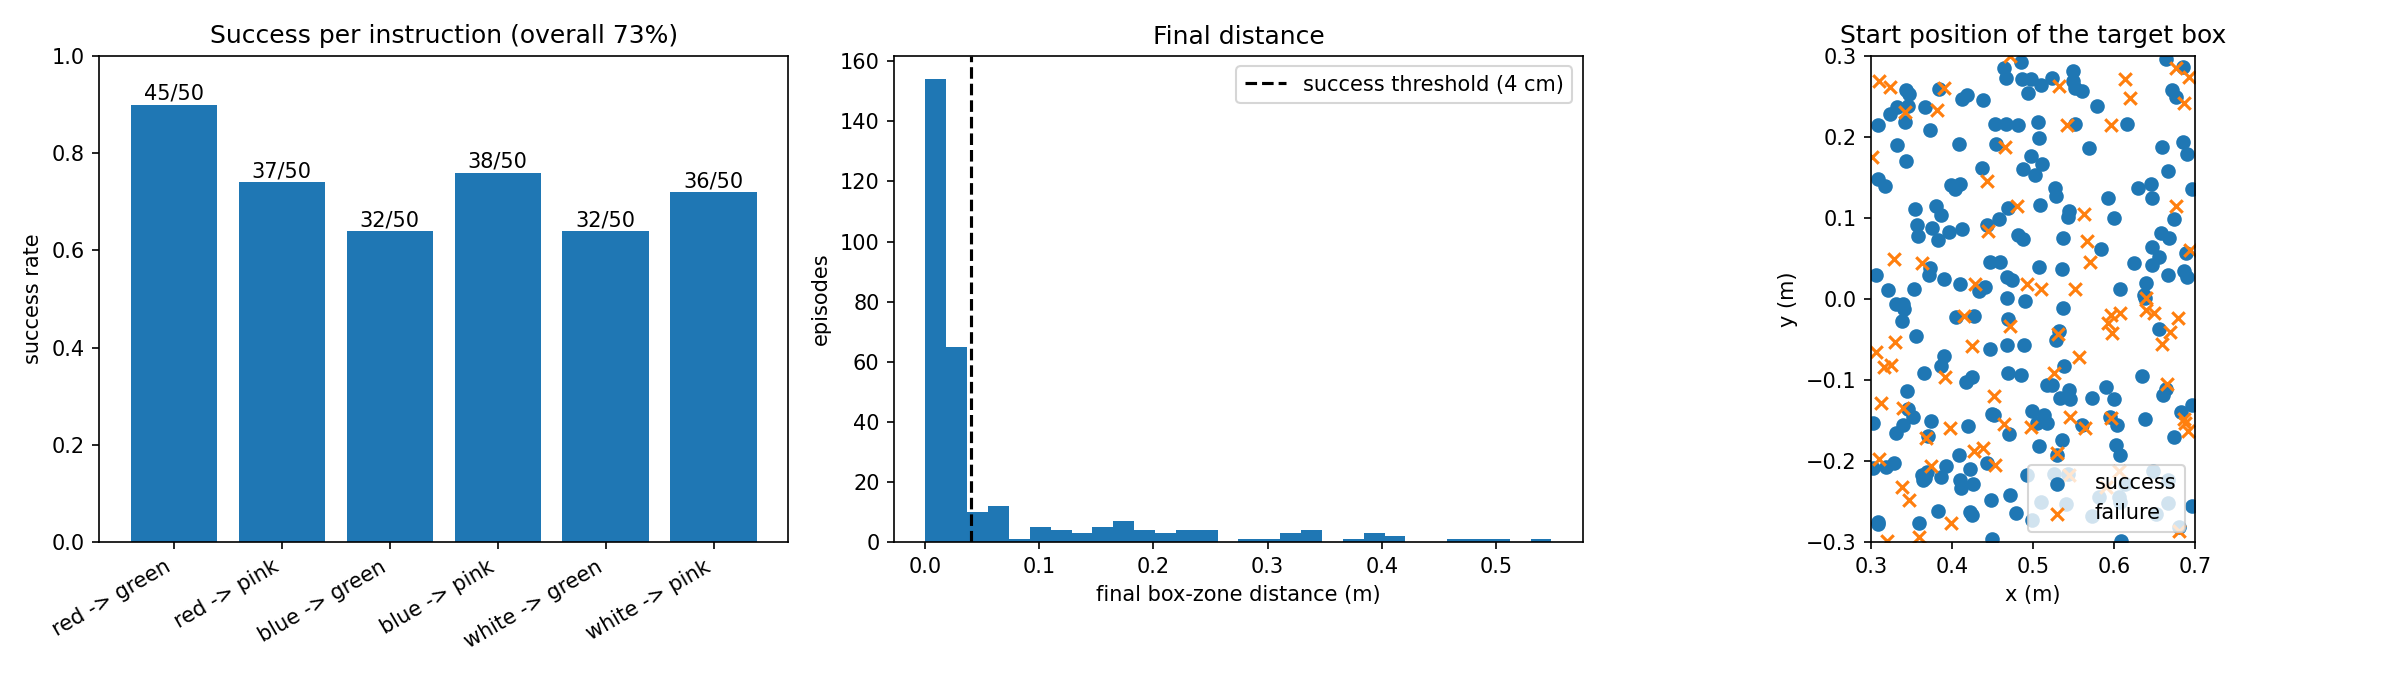 Success per instruction (overall 73%)
success rate
1.0
0.8
0.6
0.4
0.2
0.0
45/50
37/50
32/50
38/50
32/50
36/50
red -> green
red -> pink
blue -> green
blue -> pink
white -> green
white -> pink
Final distance
episodes
160
140
120
100
80
60
40
20
0
success threshold (4 cm)
0.0
0.1
0.2
0.3
0.4
0.5
final box-zone distance (m)
Start position of the target box
y (m)
0.3
0.2
0.1
0.0
−0.1
−0.2
−0.3
success
failure
0.3
0.4
0.5
0.6
0.7
x (m)